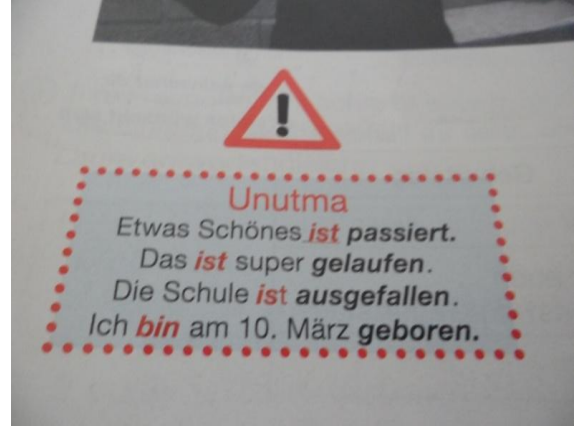 Unutma
Etwas Schönes ist passiert.
Das ist super gelaufen.
Die Schule ist ausgefallen.
Ich bin am 10. März geboren.